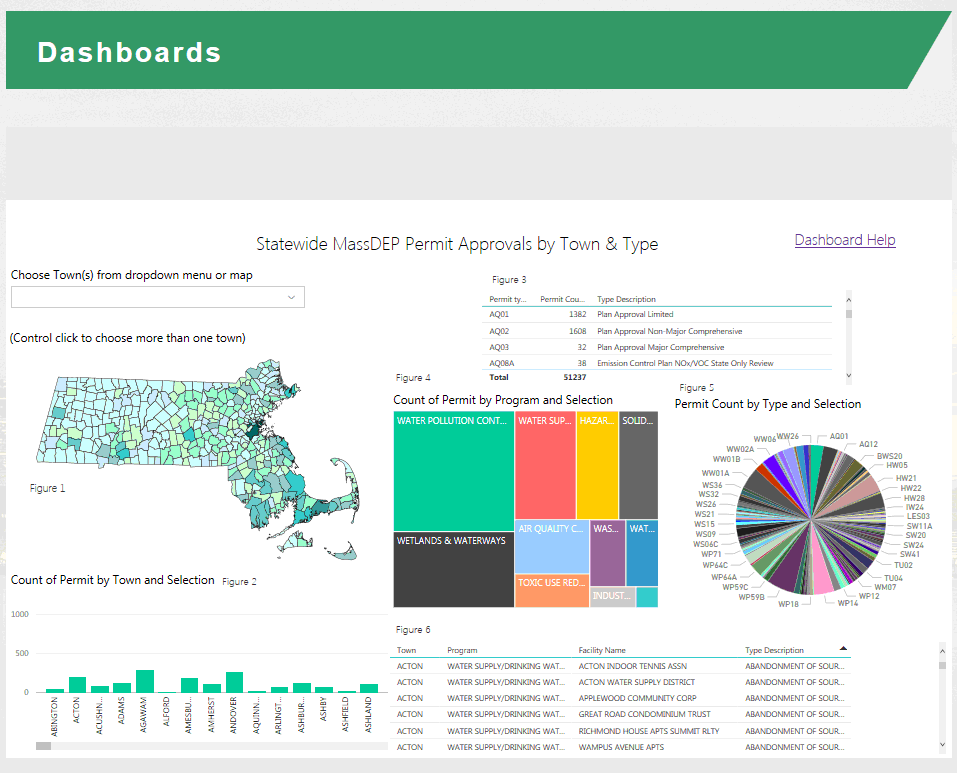 Dashboards
Statewide MassDEP Permit Approvals by Town & Type
Dashboard Help
Choose Town(s) from dropdown menu or map
(Control click to choose more than one town)
Figure 1
Figure 3
Permit ty... Permit Cou... Type Description
AQ01 1382 Plan Approval Limited
AQ02 1608 Plan Approval Non-Major Comprehensive
AQ03 32 Plan Approval Major Comprehensive
AQ08A 38 Emission Control Plan NOx/VOC State Only Review
Total 51237
Figure 4
Count of Permit by Program and Selection
WATER POLLUTION CONT...
WATER SUP...
HAZAR...
SOLID...
WETLANDS & WATERWAYS
AIR QUALITY C...
WAS...
WAT...
TOXIC USE RED...
INDUST...
Figure 5
Permit Count by Type and Selection
AQ01
AQ12
BWS20
HW05
HW21
HW22
HW28
IW24
LES03
SW11A
SW20
SW24
SW41
TU02
TU04
WM07
WP12
WP14
WP18
WP59B
WP59C
WP64A
WP64C
WP71
WS06C
WS09
WS15
WS21
WS26
WS32
WS36
WW01A
WW01B
WW02A
WW06
WW26
Count of Permit by Town and Selection
Figure 2
1000
500
0
ABINGTON
ACTON
ACUSHN...
ADAMS
AGAWAM
ALFORD
AMESBU...
AMHERST
ANDOVER
AQUINN...
ARLINGT...
ASHBUR...
ASHBY
ASHFIELD
ASHLAND
Figure 6
Town Program Facility Name Type Description
ACTON WATER SUPPLY/DRINKING WAT... ACTON INDOOR TENNIS ASSN ABANDONMENT OF SOUR...
ACTON WATER SUPPLY/DRINKING WAT... ACTON WATER SUPPLY DISTRICT ABANDONMENT OF SOUR...
ACTON WATER SUPPLY/DRINKING WAT... APPLEWOOD COMMUNITY CORP ABANDONMENT OF SOUR...
ACTON WATER SUPPLY/DRINKING WAT... GREAT ROAD CONDOMINIUM TRUST ABANDONMENT OF SOUR...
ACTON WATER SUPPLY/DRINKING WAT... RICHMOND HOUSE APTS SUMMIT RLTY ABANDONMENT OF SOUR...
ACTON WATER SUPPLY/DRINKING WAT... WAMPUS AVENUE APTS ABANDONMENT OF SOUR...